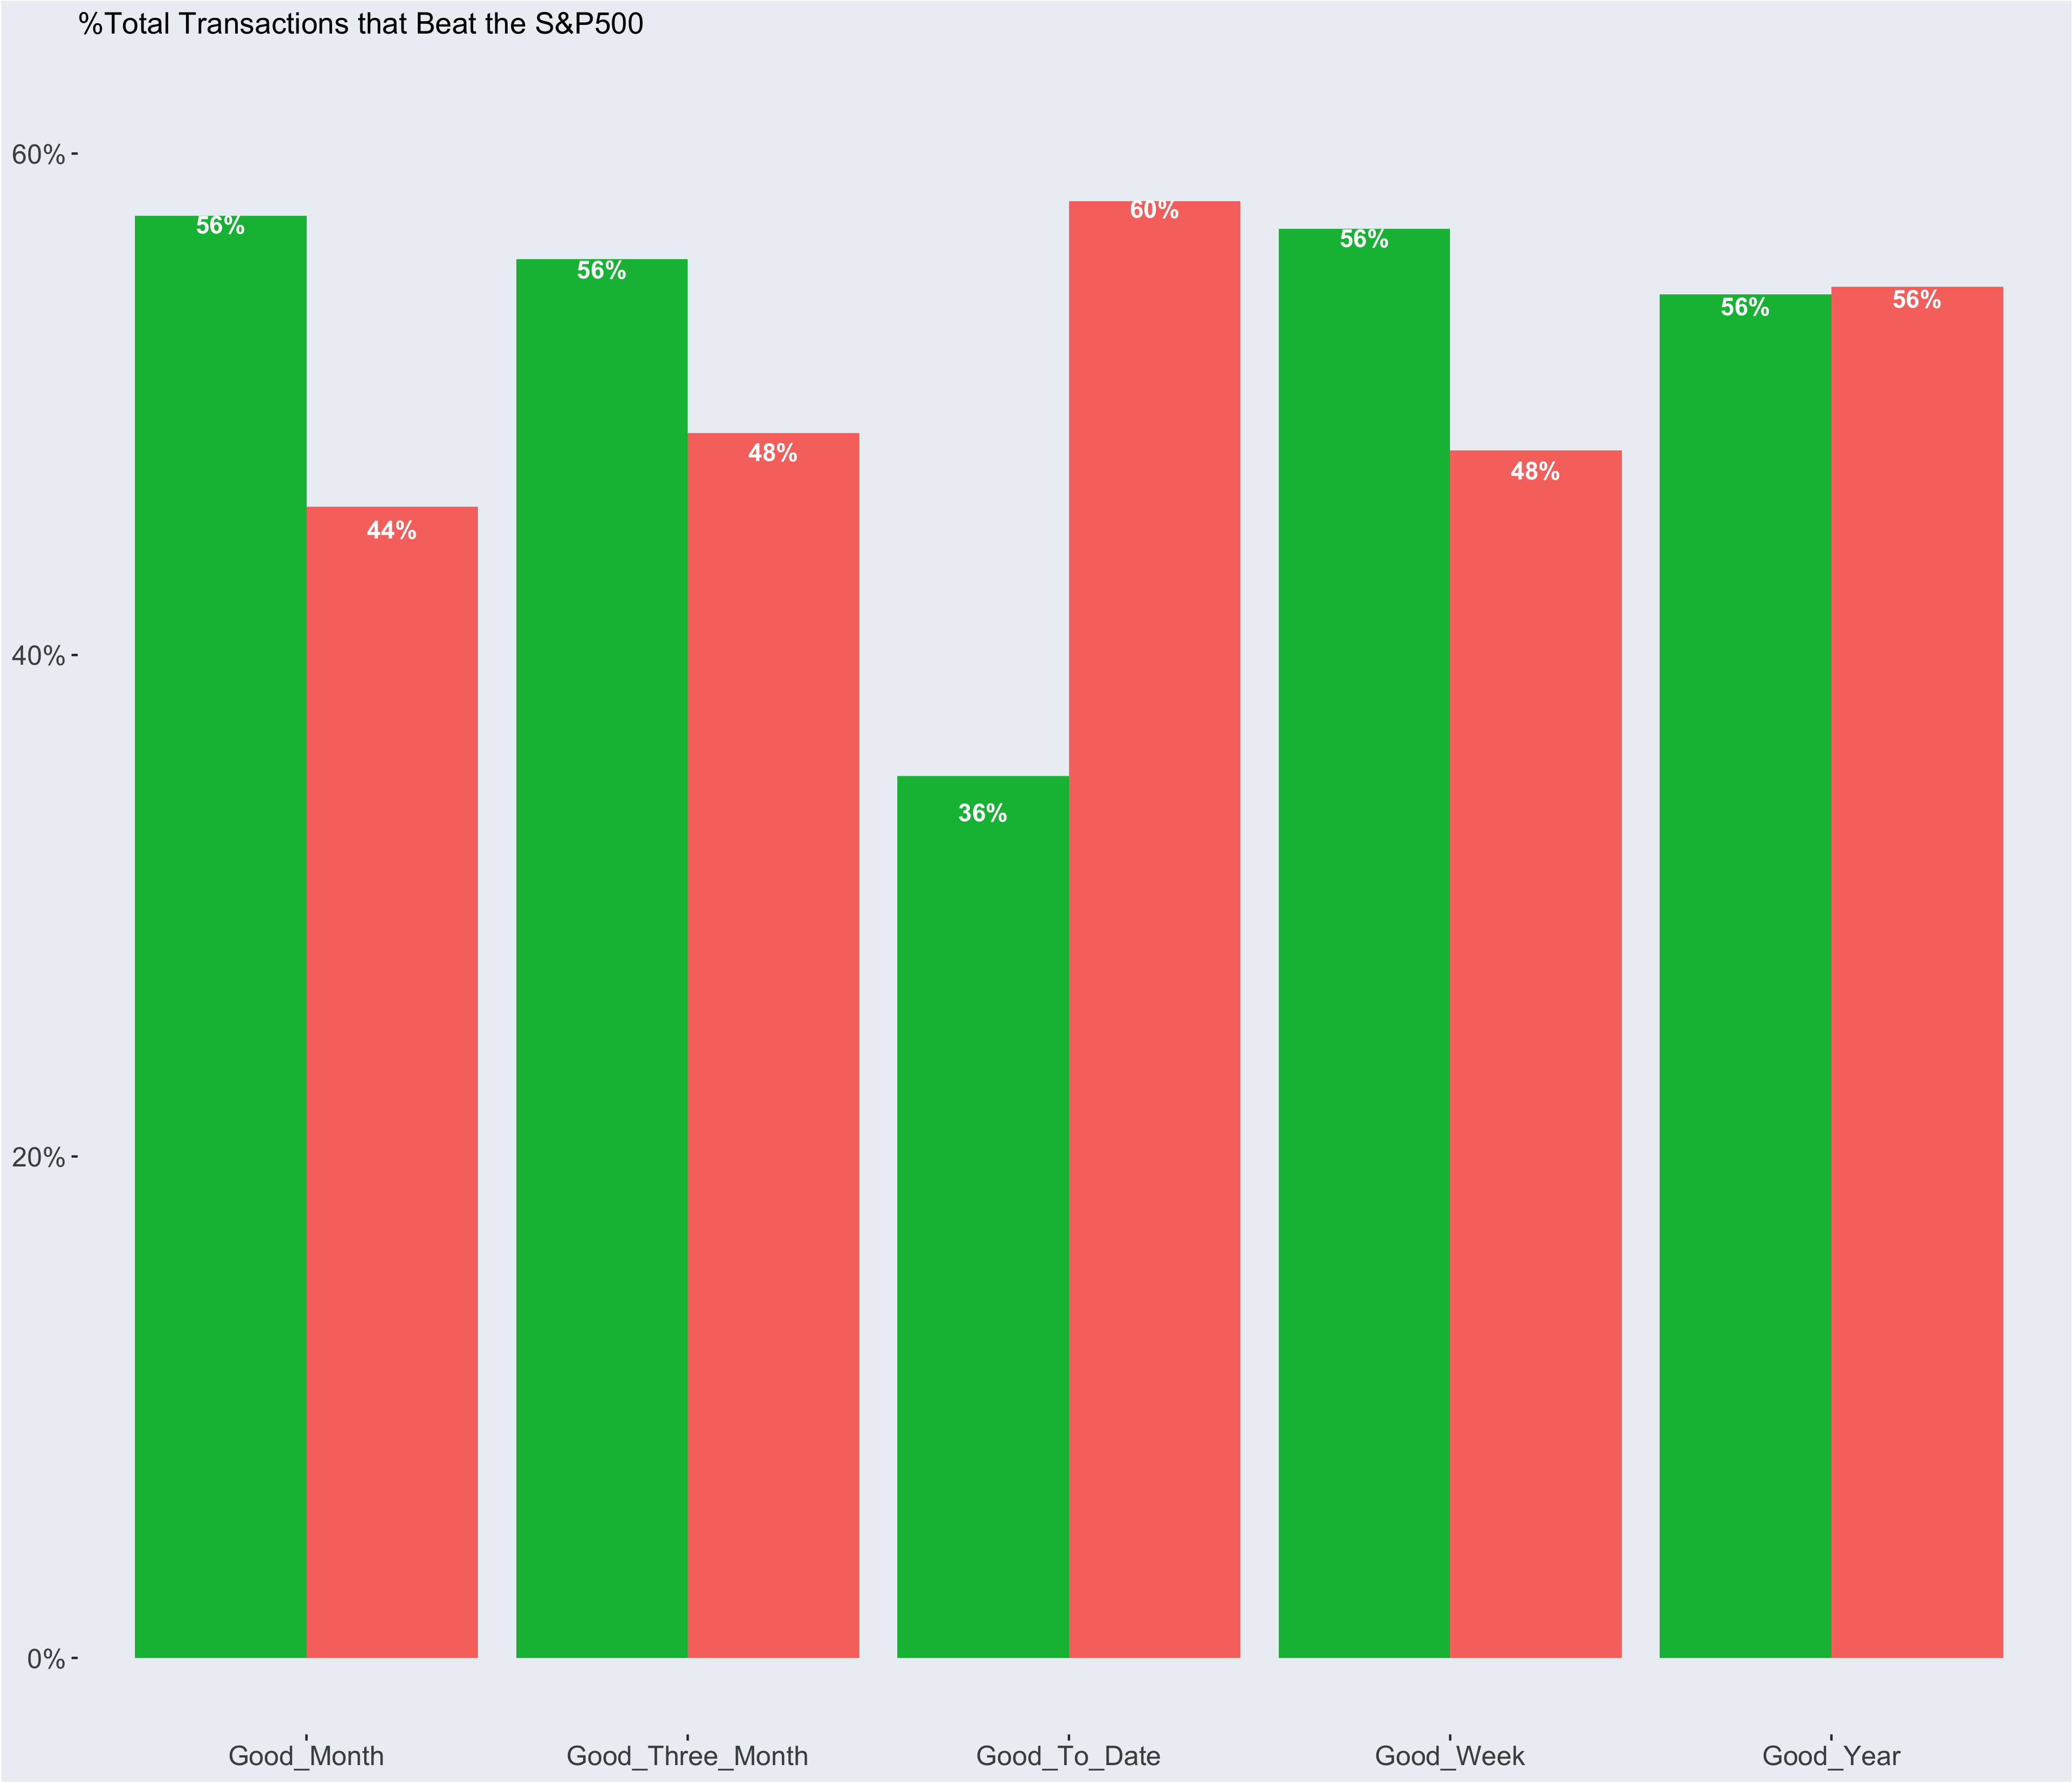 %Total Transactions that Beat the S&P500
60%
40%
20%
0%
56%
44%
56%
48%
36%
60%
56%
48%
56%
56%
Good_Month
Good_Three_Month
Good_To_Date
Good_Week
Good_Year